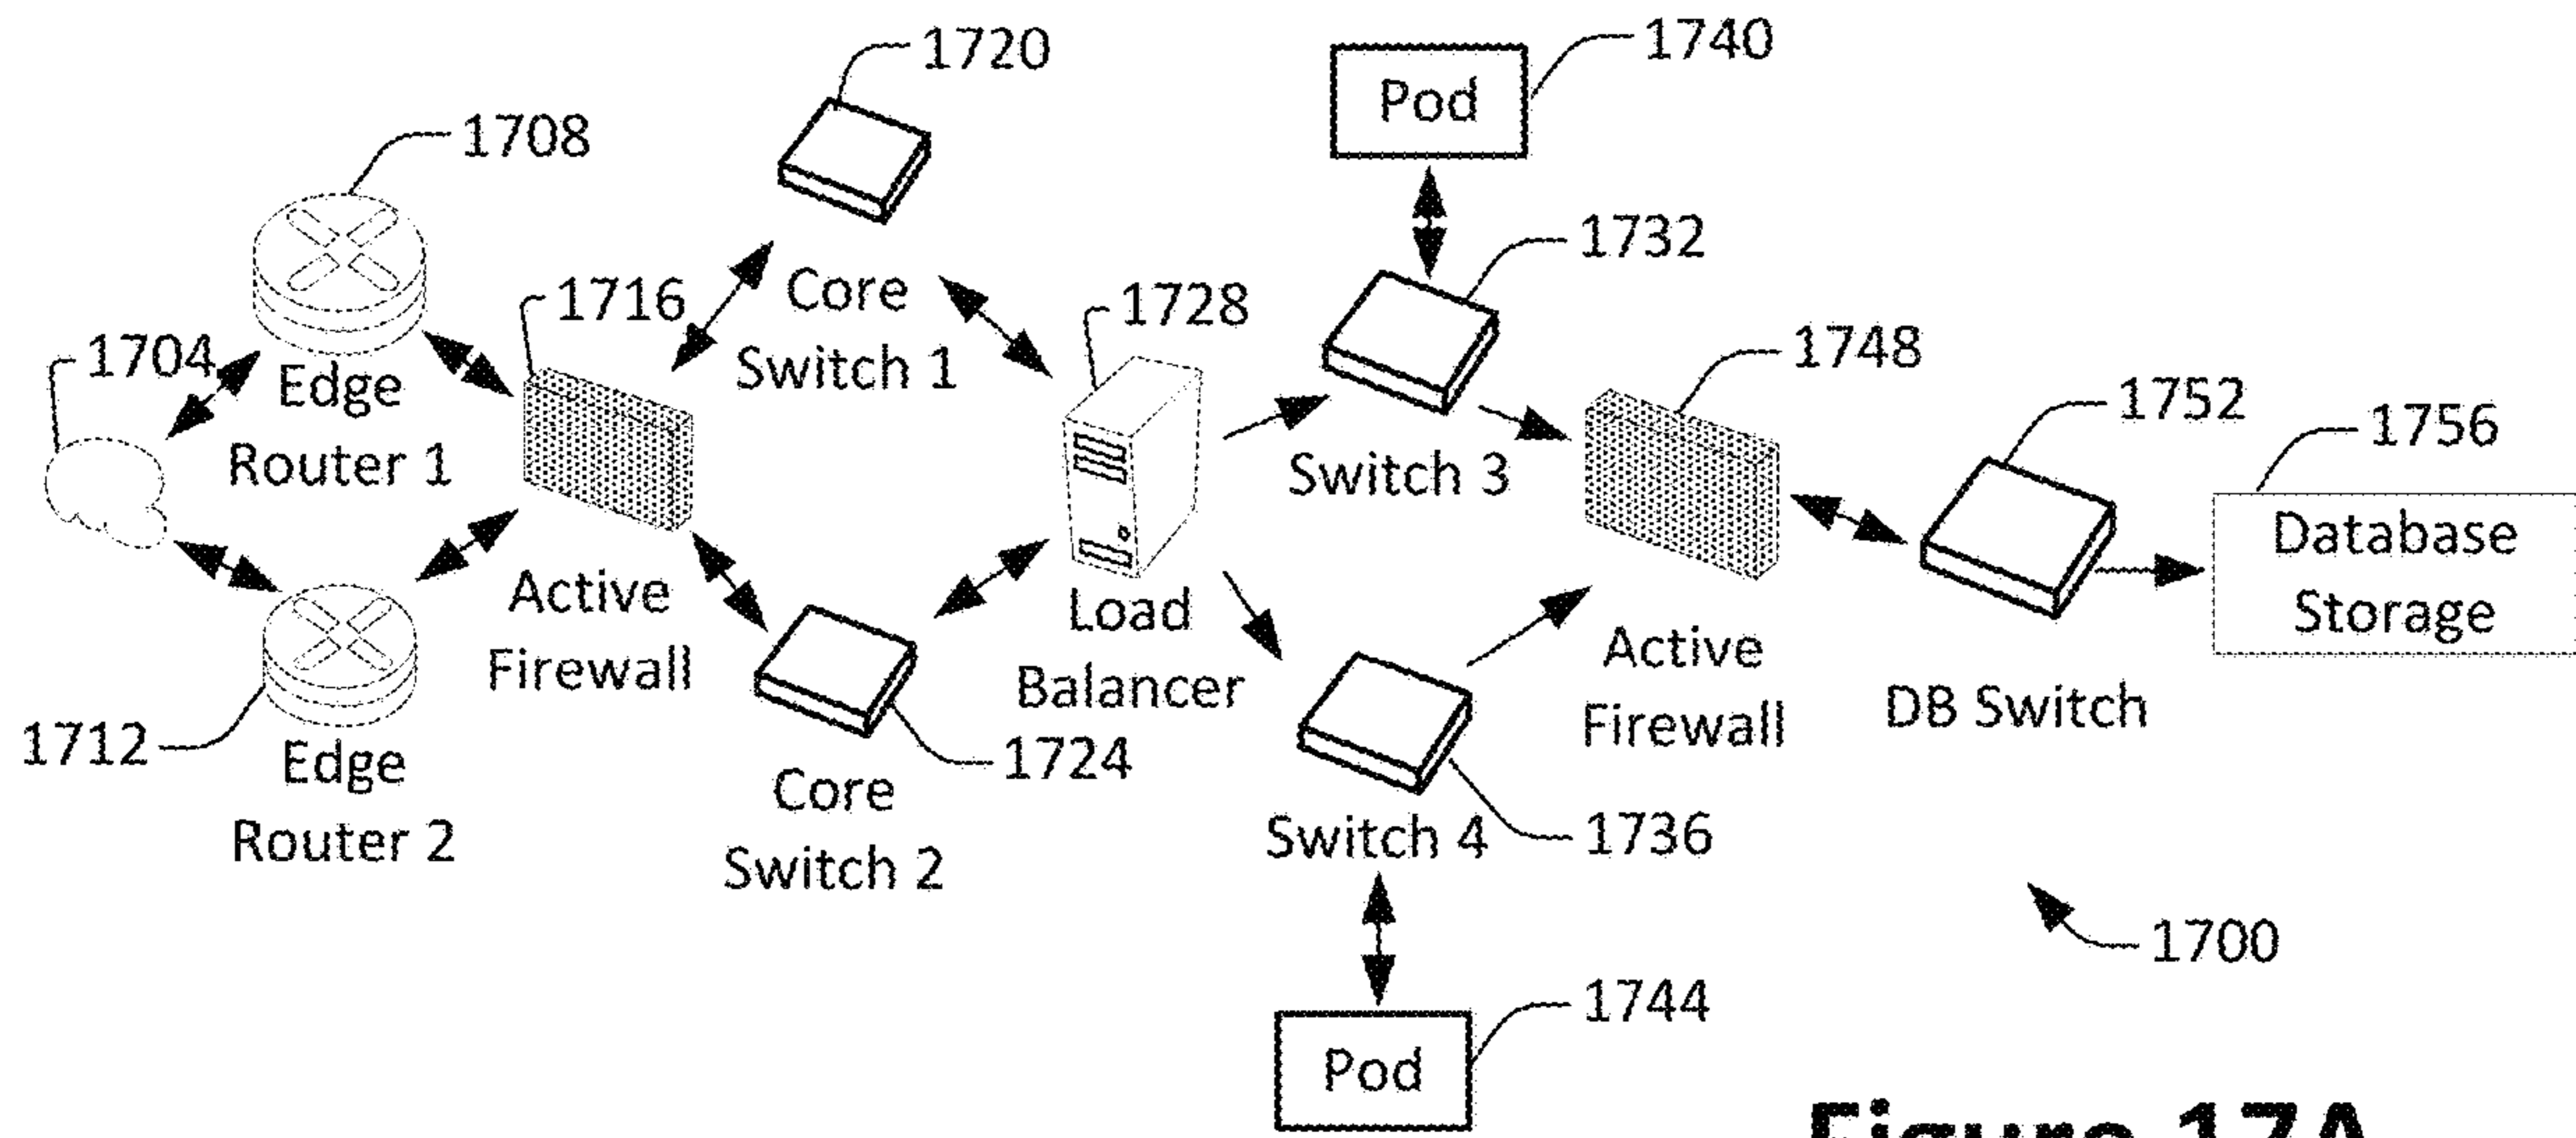 1720
1740
Pod
1708
1732
1716
Core
Switch 1
1728
1704
Edge
Router 1
1748
Switch 3
1752
1756
Database
Storage
Active
Firewall
Load
Balancer
Active
Firewall
DB Switch
1712
Edge
Router 2
1724
Core
Switch 2
Switch 4
1736
1700
1744
Pod
Figure 17A